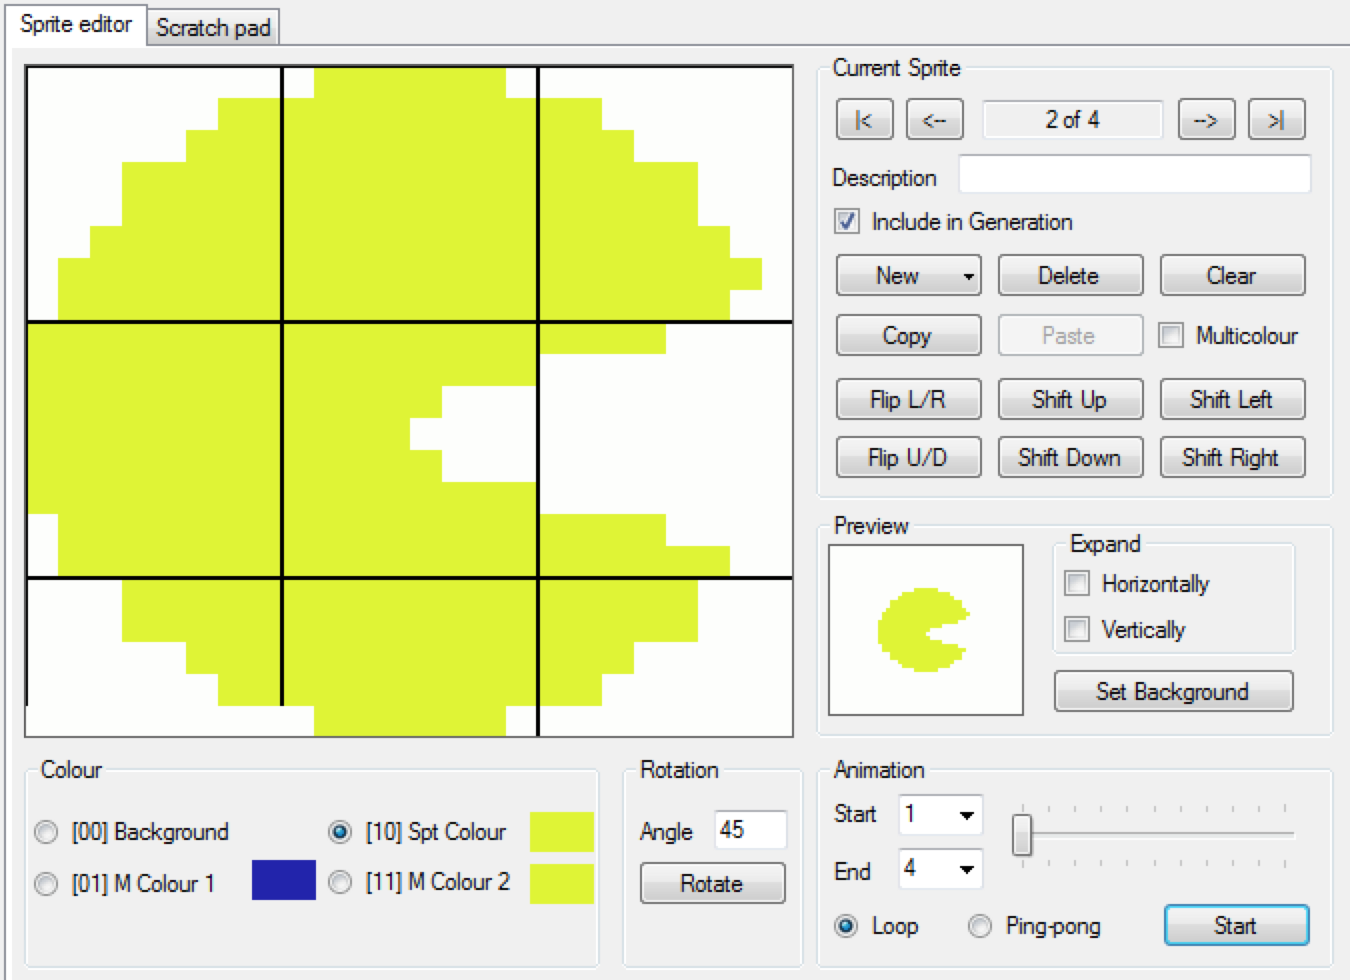 Sprite editor
Scratch pad
Current Sprite
|<
<--
2 of 4
-->
>|
Description
Include in Generation
New
Delete
Clear
Copy
Paste
Multicolour
Flip L/R
Shift Up
Shift Left
Flip U/D
Shift Down
Shift Right
Preview
Expand
Horizontally
Vertically
Set Background
Colour
[00] Background
[10] Spt Colour
[01] M Colour 1
[11] M Colour 2
Rotation
Angle 45
Rotate
Animation
Start 1
End 4
Loop
Ping-pong
Start